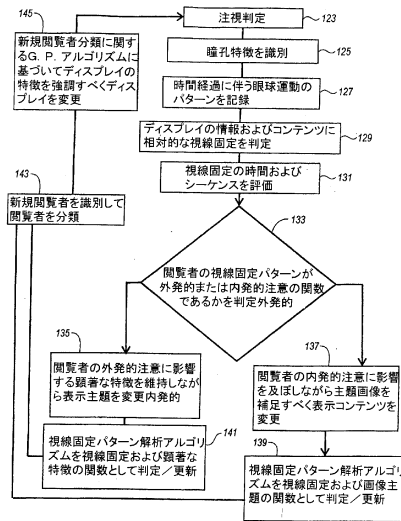 145
新規閲覧者分類に関す
るG. P. アルゴリズムに
基づいてディスプレイの
特徴を強調すべくディス
プレイを変更
注視判定
123
瞳孔特徴を識別
125
時間経過に伴う眼球運動の
パターンを記録
127
ディスプレイの情報およびコンテンツに
相対的な視線固定を判定
129
視線固定の時間および
シーケンスを評価
131
143
新規閲覧者を識別して
閲覧者を分類
133
閲覧者の視線固定パターンが
外発的または内発的注意の関数
であるかを判定外発的
135
閲覧者の外発的注意に影響
する顕著な特徴を維持しなが
ら表示主題を変更内発的
137
閲覧者の内発的注意に影響
を及ぼしながら主題画像を
補足すべく表示コンテンツを
変更
視線固定パターン解析アルゴリ
ズムを視線固定および顕著な
特徴の関数として判定/更新
141
139
視線固定パターン解析アルゴリ
ズムを視線固定および画像主
題の関数として判定/更新